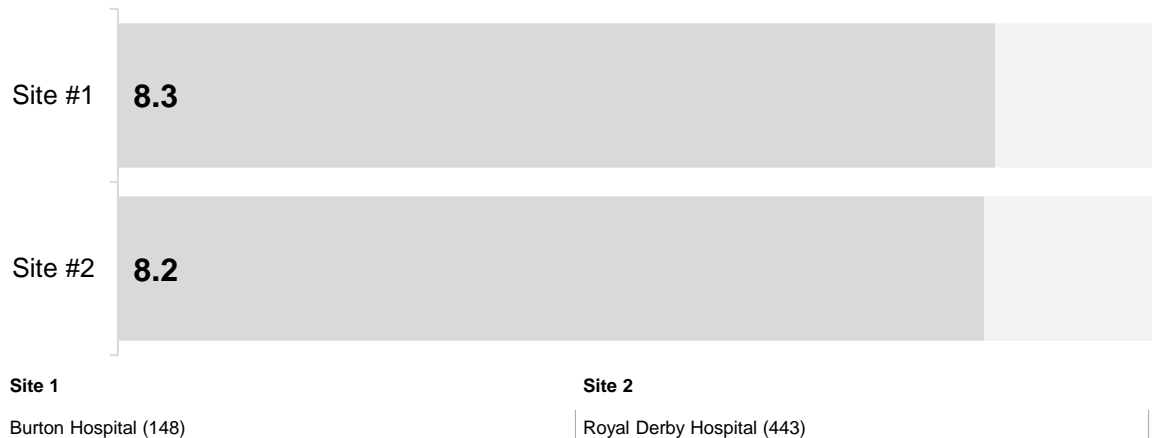 Site #1 8.3
Site #2 8.2
Site 1 Site 2
Burton Hospital (148) Royal Derby Hospital (443)